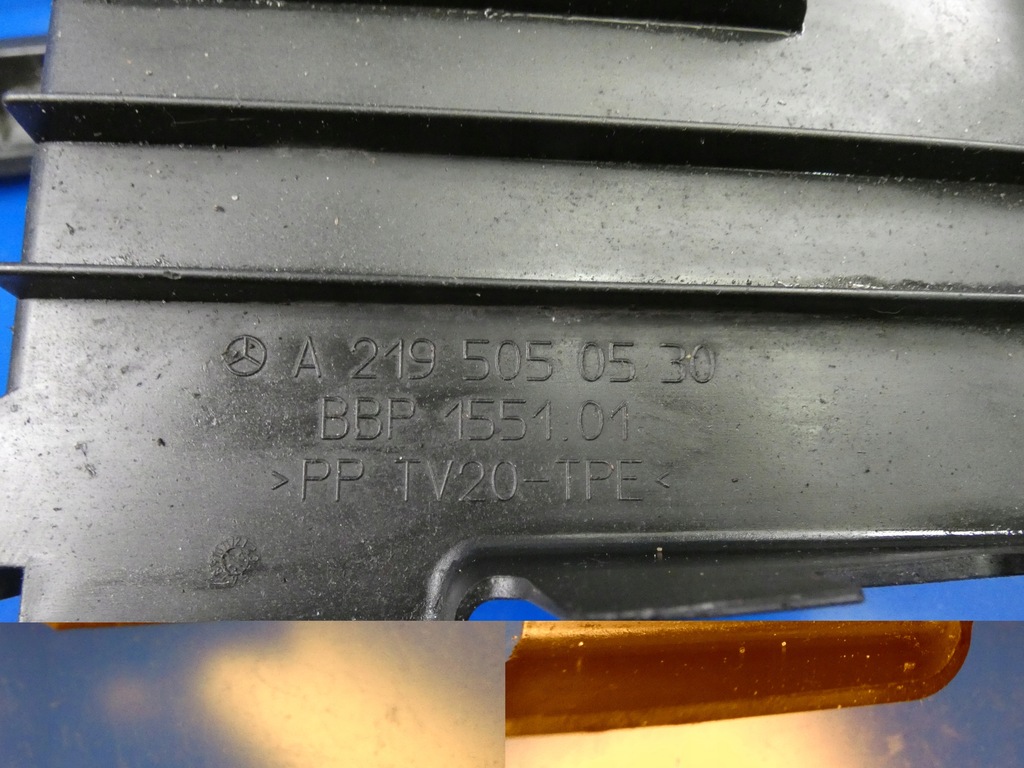 A 219 505 05 30
BBP 1551.01
>PP TV20-TPE<